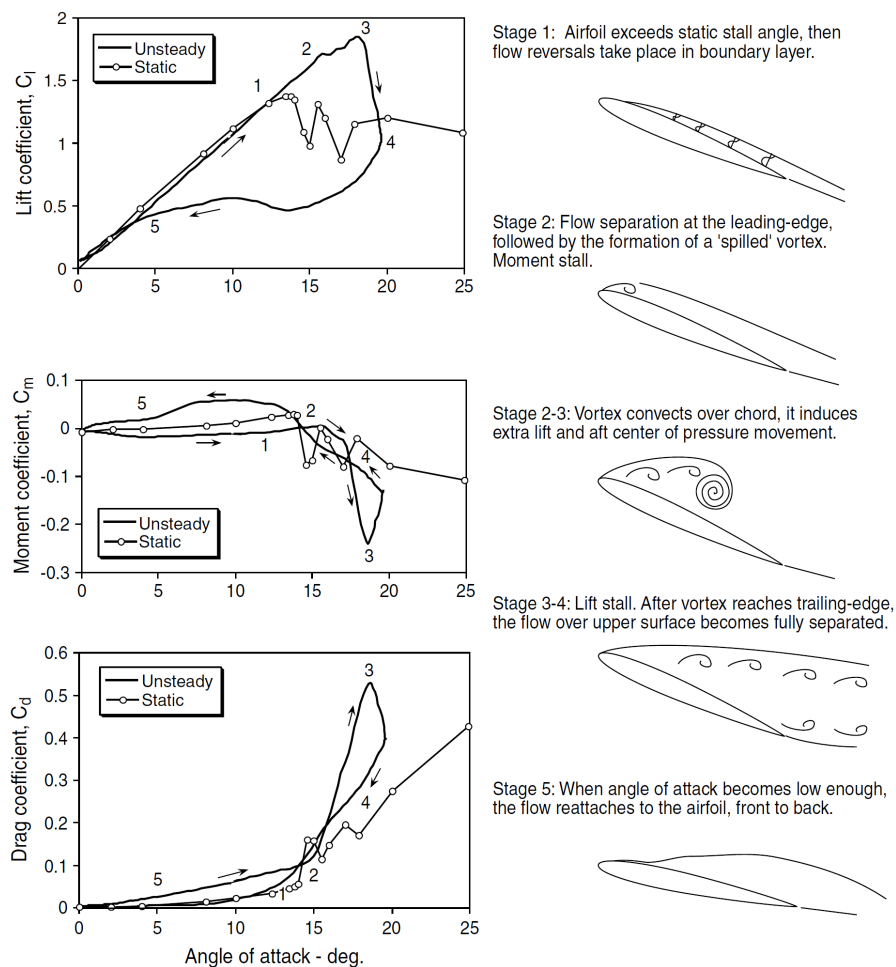 2
1.5
1
0.5
0
Lift coefficient, Cl
Unsteady
Static
1
2
3
4
5
0
5
10
15
20
25
0.1
0
-0.1
-0.2
-0.3
Moment coefficient, Cm
Unsteady
Static
5
1
2
4
3
0
5
10
15
20
25
0.6
0.5
0.4
0.3
0.2
0.1
0
Drag coefficient, Cd
Unsteady
Static
3
4
5
2
1
0
5
10
15
20
25
Angle of attack - deg.
Stage 1: Airfoil exceeds static stall angle, then
flow reversals take place in boundary layer.
Stage 2: Flow separation at the leading-edge,
followed by the formation of a 'spilled' vortex.
Moment stall.
Stage 2-3: Vortex convects over chord, it induces
extra lift and aft center of pressure movement.
Stage 3-4: Lift stall. After vortex reaches trailing-edge,
the flow over upper surface becomes fully separated.
Stage 5: When angle of attack becomes low enough,
the flow reattaches to the airfoil, front to back.